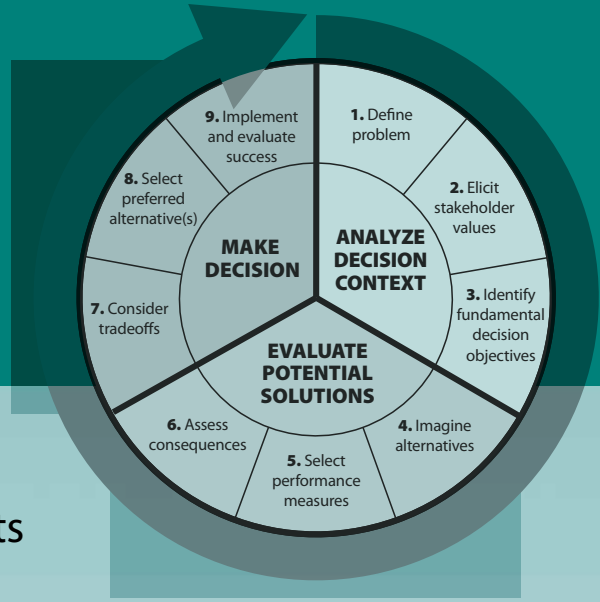 1. Define
problem
2. Elicit
stakeholder
values
3. Identify
fundamental
decision
objectives
ANALYZE
DECISION
CONTEXT
4. Imagine
alternatives
5. Select
performance
measures
6. Assess
consequences
EVALUATE
POTENTIAL
SOLUTIONS
7. Consider
tradeoffs
8. Select
preferred
alternative(s)
9. Implement
and evaluate
success
MAKE
DECISION
ts